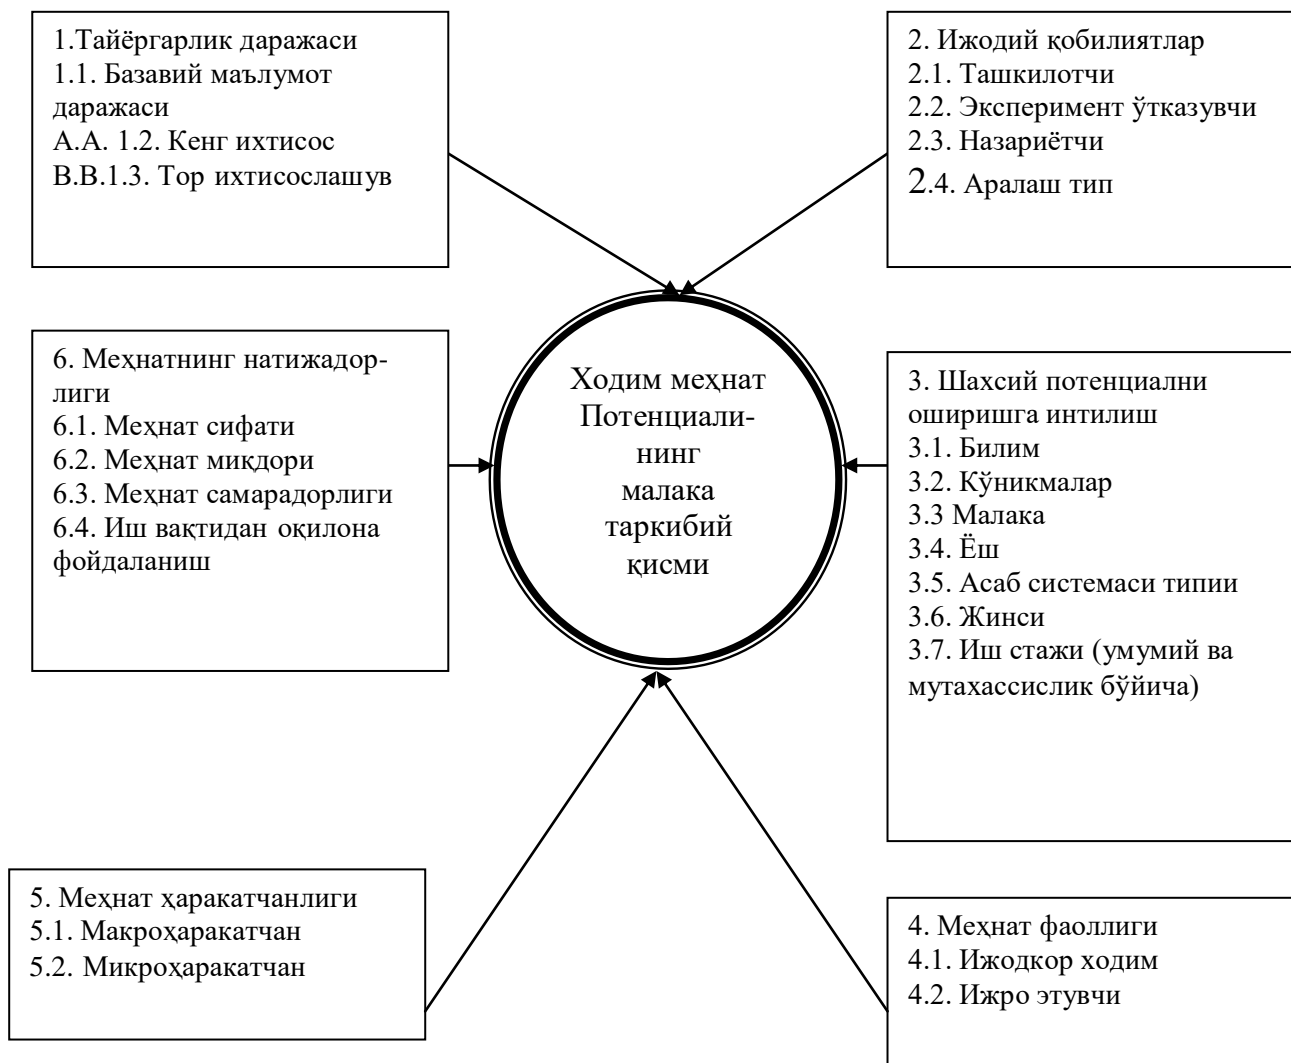 1.Тайёргарлик даражаси
1.1. Базавий маълумот
даражаси
А.А. 1.2. Кенг ихтисос
В.В.1.3. Тор ихтисослашув
2. Ижодий қобилиятлар
2.1. Ташкилотчи
2.2. Эксперимент ўтказувчи
2.3. Назариётчи
2.4. Аралаш тип
6. Меҳнатнинг натижадор-
лиги
6.1. Меҳнат сифати
6.2. Меҳнат миқдори
6.3. Меҳнат самарадорлиги
6.4. Иш вақтидан оқилона
фойдаланиш
Ходим меҳнат
Потенциали-
нинг
малака
таркибий
қисми
3. Шахсий потенциални
оширишга интилиш
3.1. Билим
3.2. Кўникмалар
3.3 Малака
3.4. Ёш
3.5. Асаб системаси типии
3.6. Жинси
3.7. Иш стажи (умумий ва
мутахассислик бўйича)
5. Меҳнат ҳаракатчанлиги
5.1. Макроҳаракатчан
5.2. Микроҳаракатчан
4. Меҳнат фаоллиги
4.1. Ижодкор ходим
4.2. Ижро этувчи